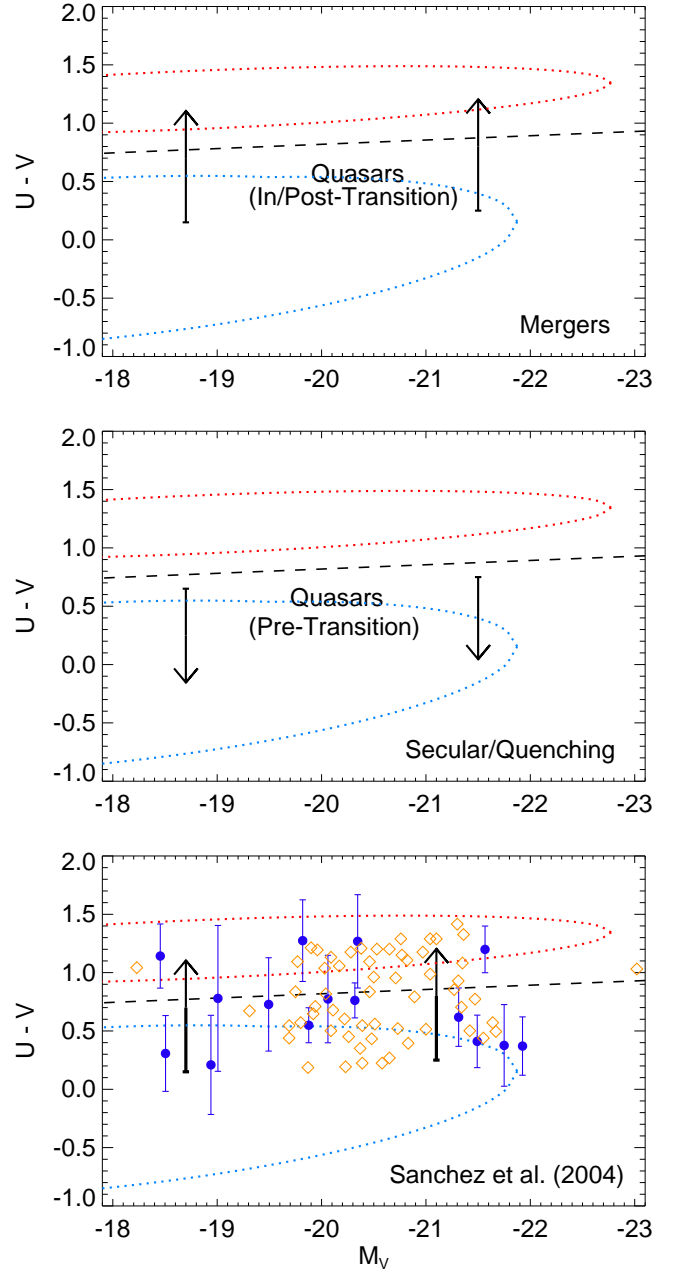 2.0
1.5
1.0
0.5
0.0
-0.5
-1.0
U - V
Quasars
(In/Post-Transition)
Mergers
-18 -19 -20 -21 -22 -23
2.0
1.5
1.0
0.5
0.0
-0.5
-1.0
U - V
Quasars
(Pre-Transition)
Secular/Quenching
-18 -19 -20 -21 -22 -23
2.0
1.5
1.0
0.5
0.0
-0.5
-1.0
U - V
Sanchez et al. (2004)
-18 -19 -20 -21 -22 -23
M_V